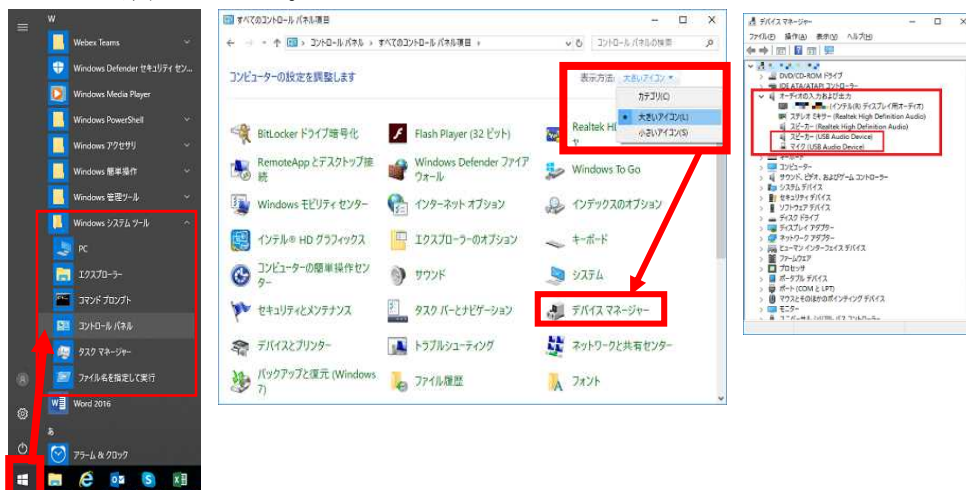 W
Webex Teams
Windows Defender セキュリティ セン...
Windows Media Player
Windows PowerShell
Windows アクセサリ
Windows 簡単操作
Windows 管理ツール
Windows システム ツール
PC
エクスプローラー
コマンド プロンプト
コントロール パネル
タスク マネージャー
ファイル名を指定して実行
Word 2016
あ
アラーム & クロック
すべてのコントロール パネル項目
コントロール パネル > すべてのコントロール パネル項目 >
コントロール パネルの検索
コンピューターの設定を調整します
表示方法: 大きいアイコン
カテゴリ(C)
大きいアイコン(L)
小さいアイコン(S)
BitLocker ドライブ暗号化
Flash Player (32 ビット)
Realtek H
RemoteApp とデスクトップ接
続
Windows Defender ファイア
ウォール
Windows To Go
Windows モビリティ センター
インターネット オプション
インデックスのオプション
インテル® HD グラフィックス
エクスプローラーのオプション
キーボード
コンピューターの簡単操作セン
ター
サウンド
システム
セキュリティとメンテナンス
タスク バーとナビゲーション
デバイス マネージャー
デバイスとプリンター
トラブルシューティング
ネットワークと共有センター
バックアップと復元 (Windows
7)
ファイル履歴
フォント
デバイス マネージャー
ファイル(F) 操作(A) 表示(V) ヘルプ(H)
DVD/CD-ROM ドライブ
IDE ATA/ATAPI コントローラー
オーディオの入力および出力
(インテル(R) ディスプレイ用オーディオ)
ステレオ ミキサー (Realtek High Definition Audio)
スピーカー (Realtek High Definition Audio)
スピーカー (USB Audio Device)
マイク (USB Audio Device)
キーボード
コンピューター
サウンド、ビデオ、およびゲーム コントローラー
システム デバイス
セキュリティ デバイス
ソフトウェア デバイス
ディスク ドライブ
ディスプレイ アダプター
ネットワーク アダプター
ヒューマン インターフェイス デバイス
ファームウェア
プロセッサ
ポータブル デバイス
ポート (COM と LPT)
マウスとそのほかのポインティング デバイス
モニター